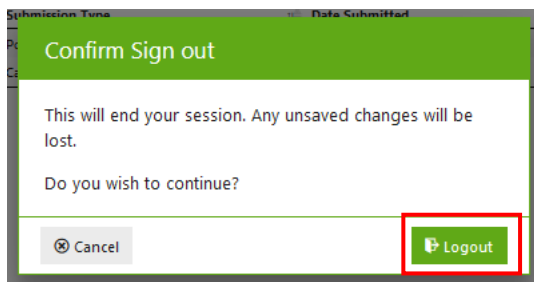 Submission Type Date Submitted
Confirm Sign out
This will end your session. Any unsaved changes will be
lost.
Do you wish to continue?
Cancel Logout